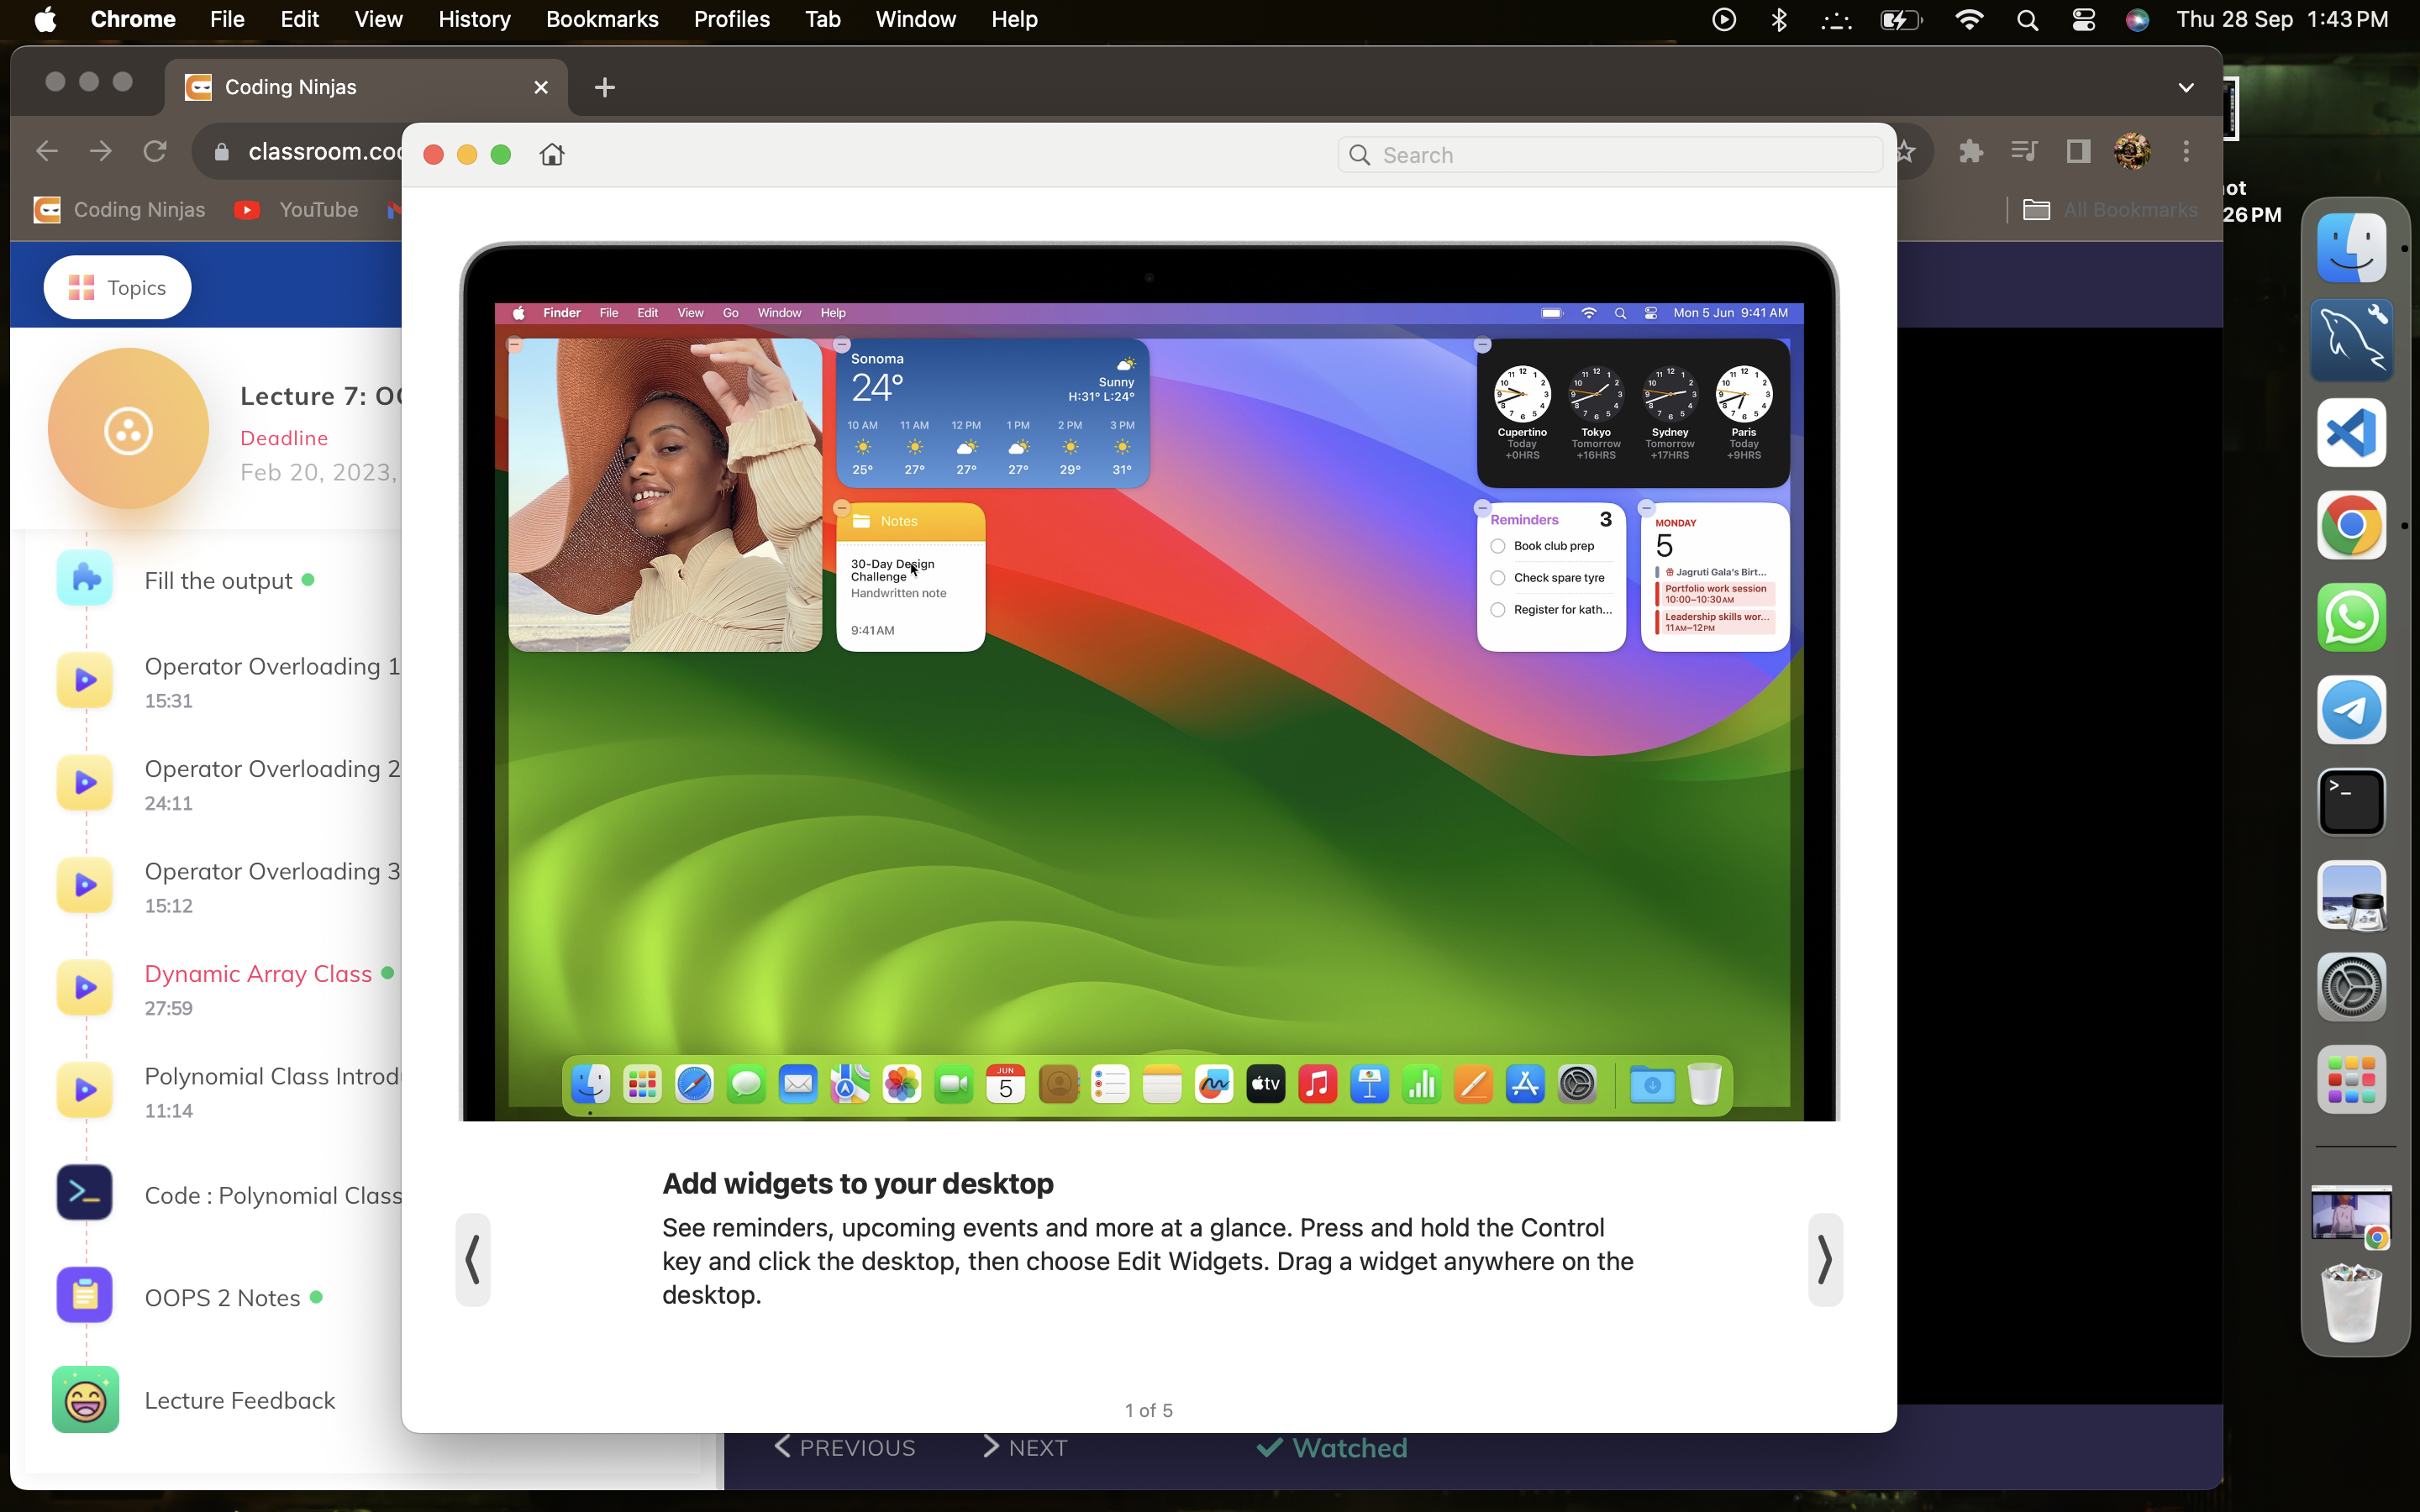 Chrome File Edit View History Bookmarks Profiles Tab Window Help
Thu 28 Sep 1:43 PM
Coding Ninjas
classroom.coc
Search
Coding Ninjas YouTube
All Bookmarks
26 PM
Topics
Lecture 7:
Deadline
Feb 20, 2023,
Fill the output
Operator Overloading 1
15:31
Operator Overloading 2
24:11
Operator Overloading 3
15:12
Dynamic Array Class
27:59
Polynomial Class Introd
11:14
Code : Polynomial Class
OOPS 2 Notes
Lecture Feedback
Finder File Edit View Go Window Help
Mon 5 Jun 9:41 AM
Sonoma
24°
Sunny
H:31° L:24°
10 AM 11 AM 12 PM 1 PM 2 PM 3 PM
25° 27° 27° 27° 29° 31°
Cupertino Tokyo Sydney Paris
Today Tomorrow Tomorrow Today
+0HRS +16HRS +17HRS +9HRS
Notes
30-Day Design
Challenge
Handwritten note
9:41 AM
Reminders 3
Book club prep
Check spare tyre
Register for kath...
MONDAY
5
Jagruti Gala's Birt...
Portfolio work session
10:00–10:30AM
Leadership skills wor...
11AM–12PM
JUN
5
tv
Add widgets to your desktop
See reminders, upcoming events and more at a glance. Press and hold the Control
key and click the desktop, then choose Edit Widgets. Drag a widget anywhere on the
desktop.
1 of 5
PREVIOUS NEXT Watched